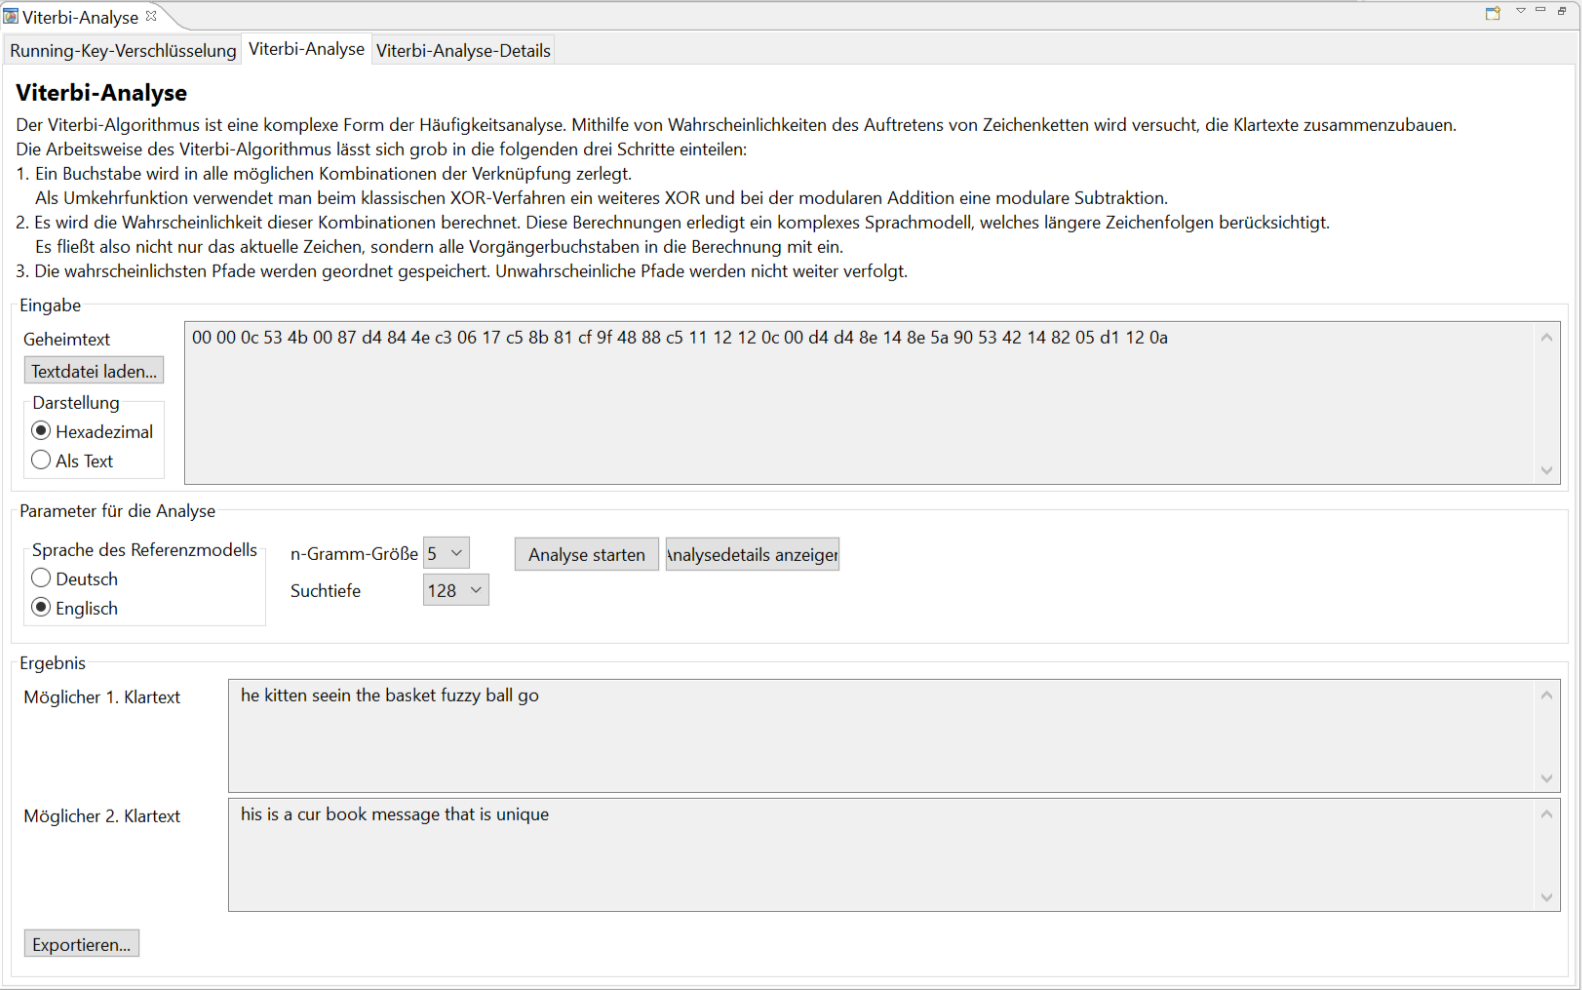 Viterbi-Analyse
Running-Key-Verschlüsselung Viterbi-Analyse Viterbi-Analyse-Details
Viterbi-Analyse
Der Viterbi-Algorithmus ist eine komplexe Form der Häufigkeitsanalyse. Mithilfe von Wahrscheinlichkeiten des Auftretens von Zeichenketten wird versucht, die Klartexte zusammenzubauen.
Die Arbeitsweise des Viterbi-Algorithmus lässt sich grob in die folgenden drei Schritte einteilen:
1. Ein Buchstabe wird in alle möglichen Kombinationen der Verknüpfung zerlegt.
Als Umkehrfunktion verwendet man beim klassischen XOR-Verfahren ein weiteres XOR und bei der modularen Addition eine modulare Subtraktion.
2. Es wird die Wahrscheinlichkeit dieser Kombinationen berechnet. Diese Berechnungen erledigt ein komplexes Sprachmodell, welches längere Zeichenfolgen berücksichtigt.
Es fließt also nicht nur das aktuelle Zeichen, sondern alle Vorgängerbuchstaben in die Berechnung mit ein.
3. Die wahrscheinlichsten Pfade werden geordnet gespeichert. Unwahrscheinliche Pfade werden nicht weiter verfolgt.
Eingabe
Geheimtext
00 00 0c 53 4b 00 87 d4 84 4e c3 06 17 c5 8b 81 cf 9f 48 88 c5 11 12 12 0c 00 d4 d4 8e 14 8e 5a 90 53 42 14 82 05 d1 12 0a
Textdatei laden...
Darstellung
Hexadezimal
Als Text
Parameter für die Analyse
Sprache des Referenzmodells
Deutsch
Englisch
n-Gramm-Größe 5
Suchtiefe 128
Analyse starten
Analysedetails anzeigen
Ergebnis
Möglicher 1. Klartext
he kitten seein the basket fuzzy ball go
Möglicher 2. Klartext
his is a cur book message that is unique
Exportieren...